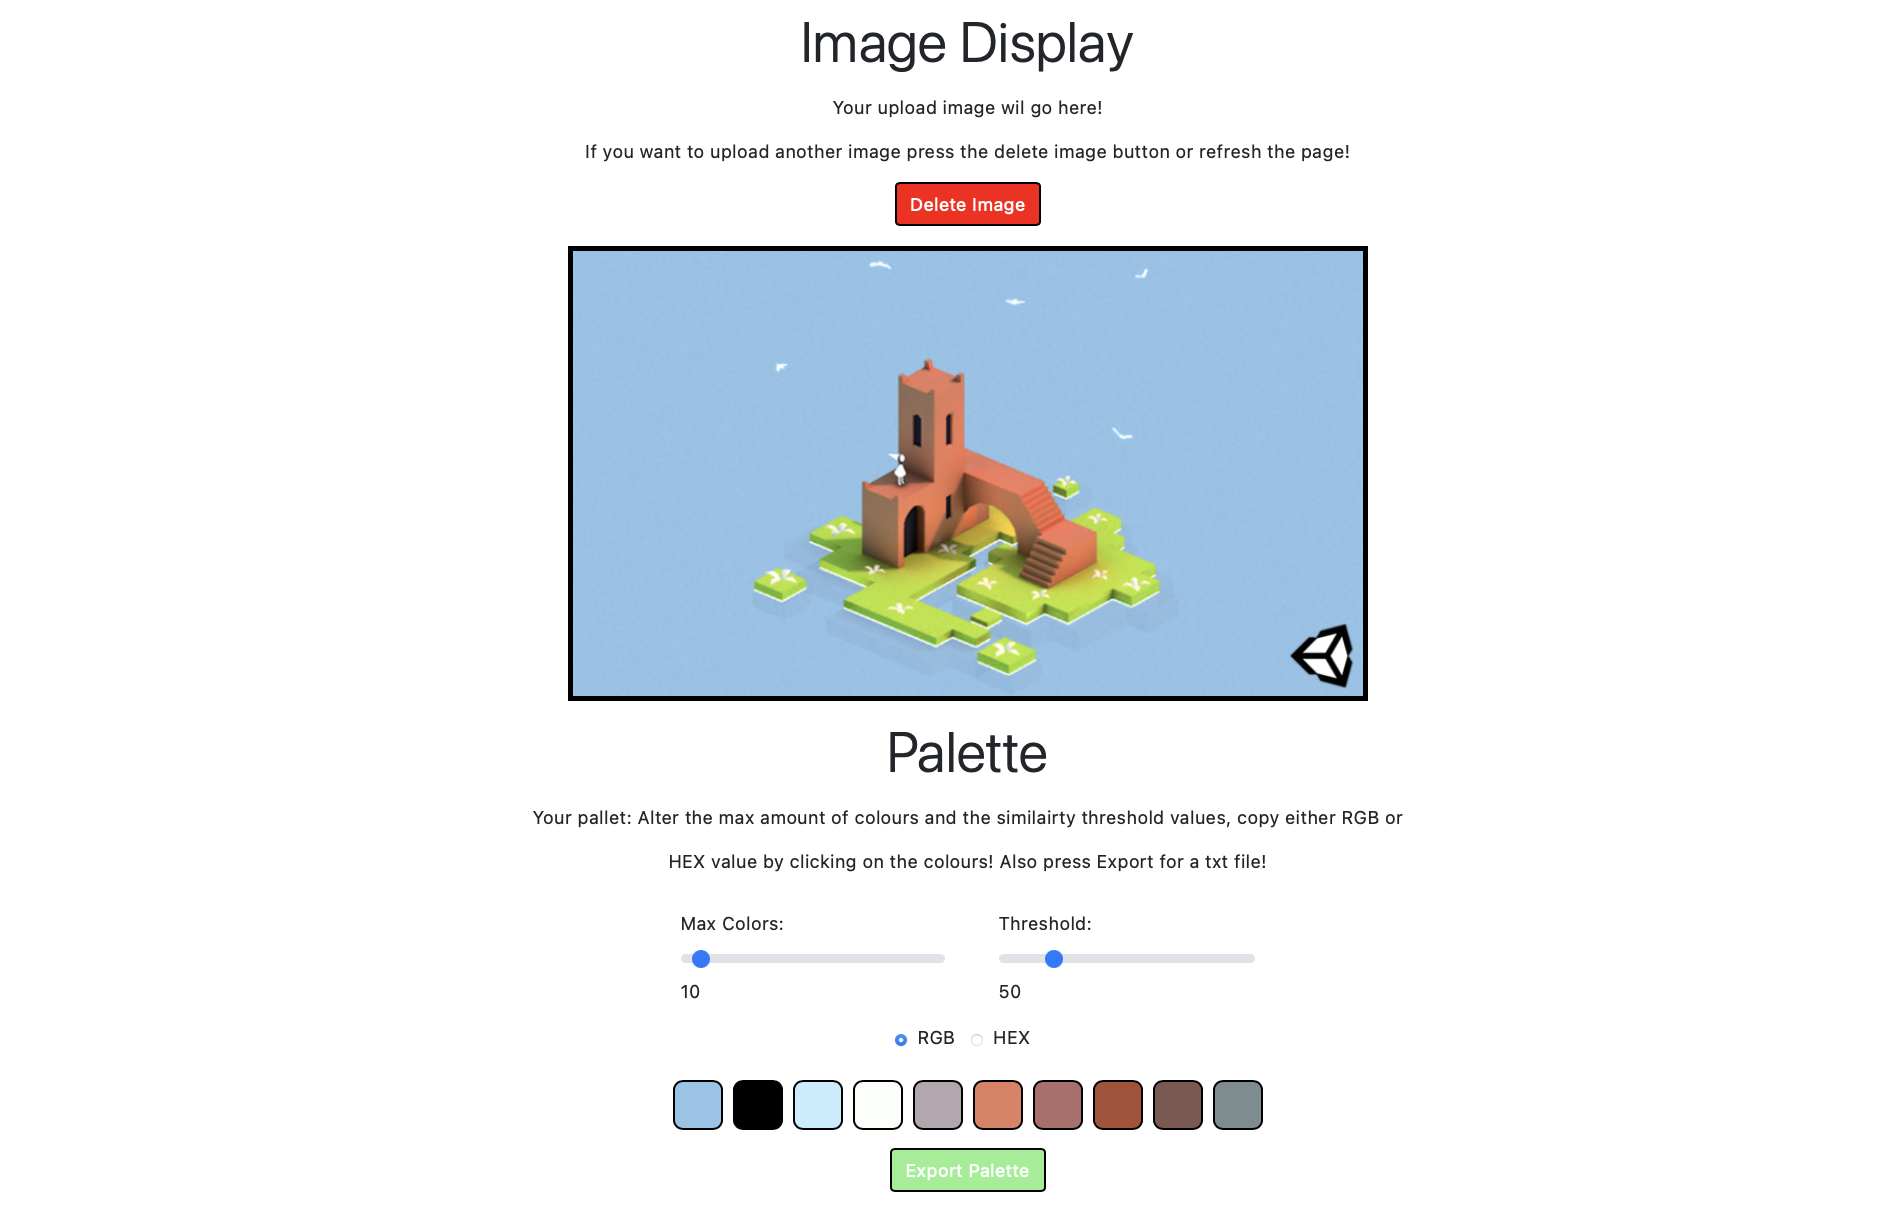 Image Display
Your upload image wil go here!
If you want to upload another image press the delete image button or refresh the page!
Delete Image
Palette
Your pallet: Alter the max amount of colours and the similairty threshold values, copy either RGB or
HEX value by clicking on the colours! Also press Export for a txt file!
Max Colors:
Threshold:
10
50
RGB HEX
Export Palette